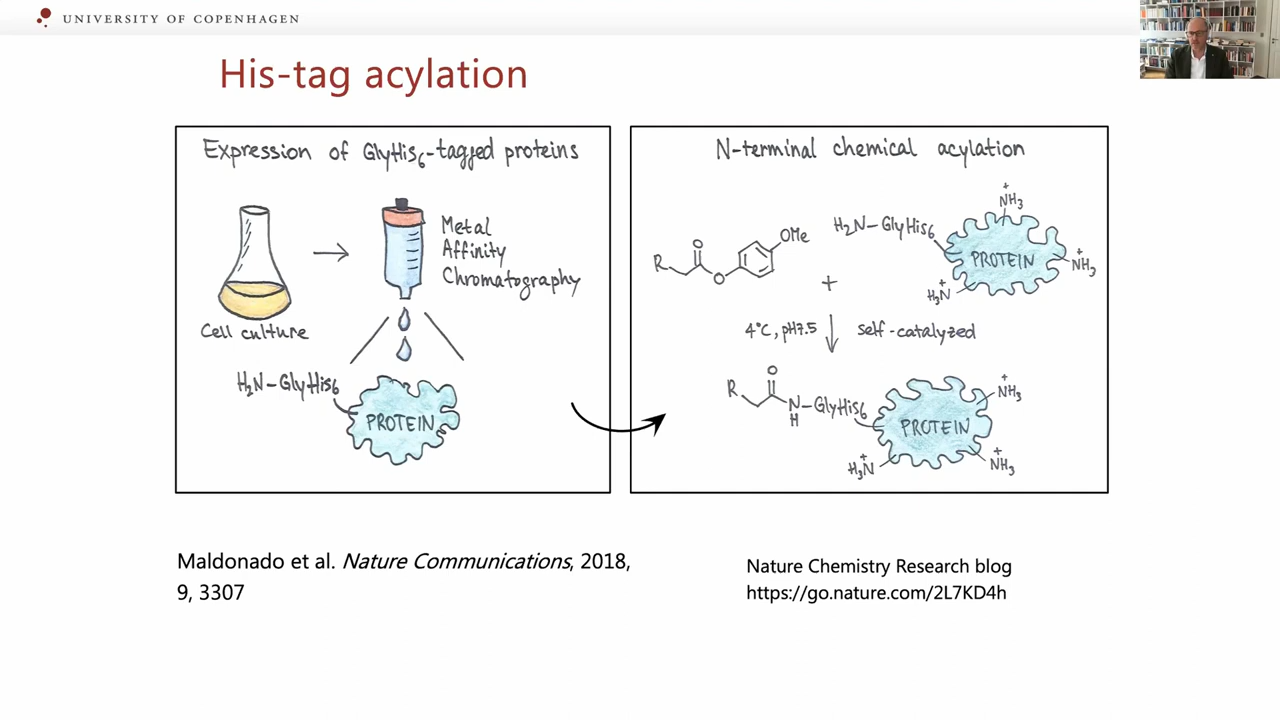 UNIVERSITY OF COPENHAGEN
His-tag acylation
Expression of GlyHis6-tagged proteins
Metal
Affinity
Chromatography
Cell culture
H2N-GlyHis6
PROTEIN
N-terminal chemical acylation
R
O
O
OMe
H2N-GlyHis6
+
NH3
PROTEIN
+
NH3
+
H3N
+
4°C, pH7.5
self-catalyzed
R
O
N-GlyHis6
H
PROTEIN
+
NH3
+
H3N
+
NH3
Maldonado et al. Nature Communications, 2018,
9, 3307
Nature Chemistry Research blog
https://go.nature.com/2L7KD4h